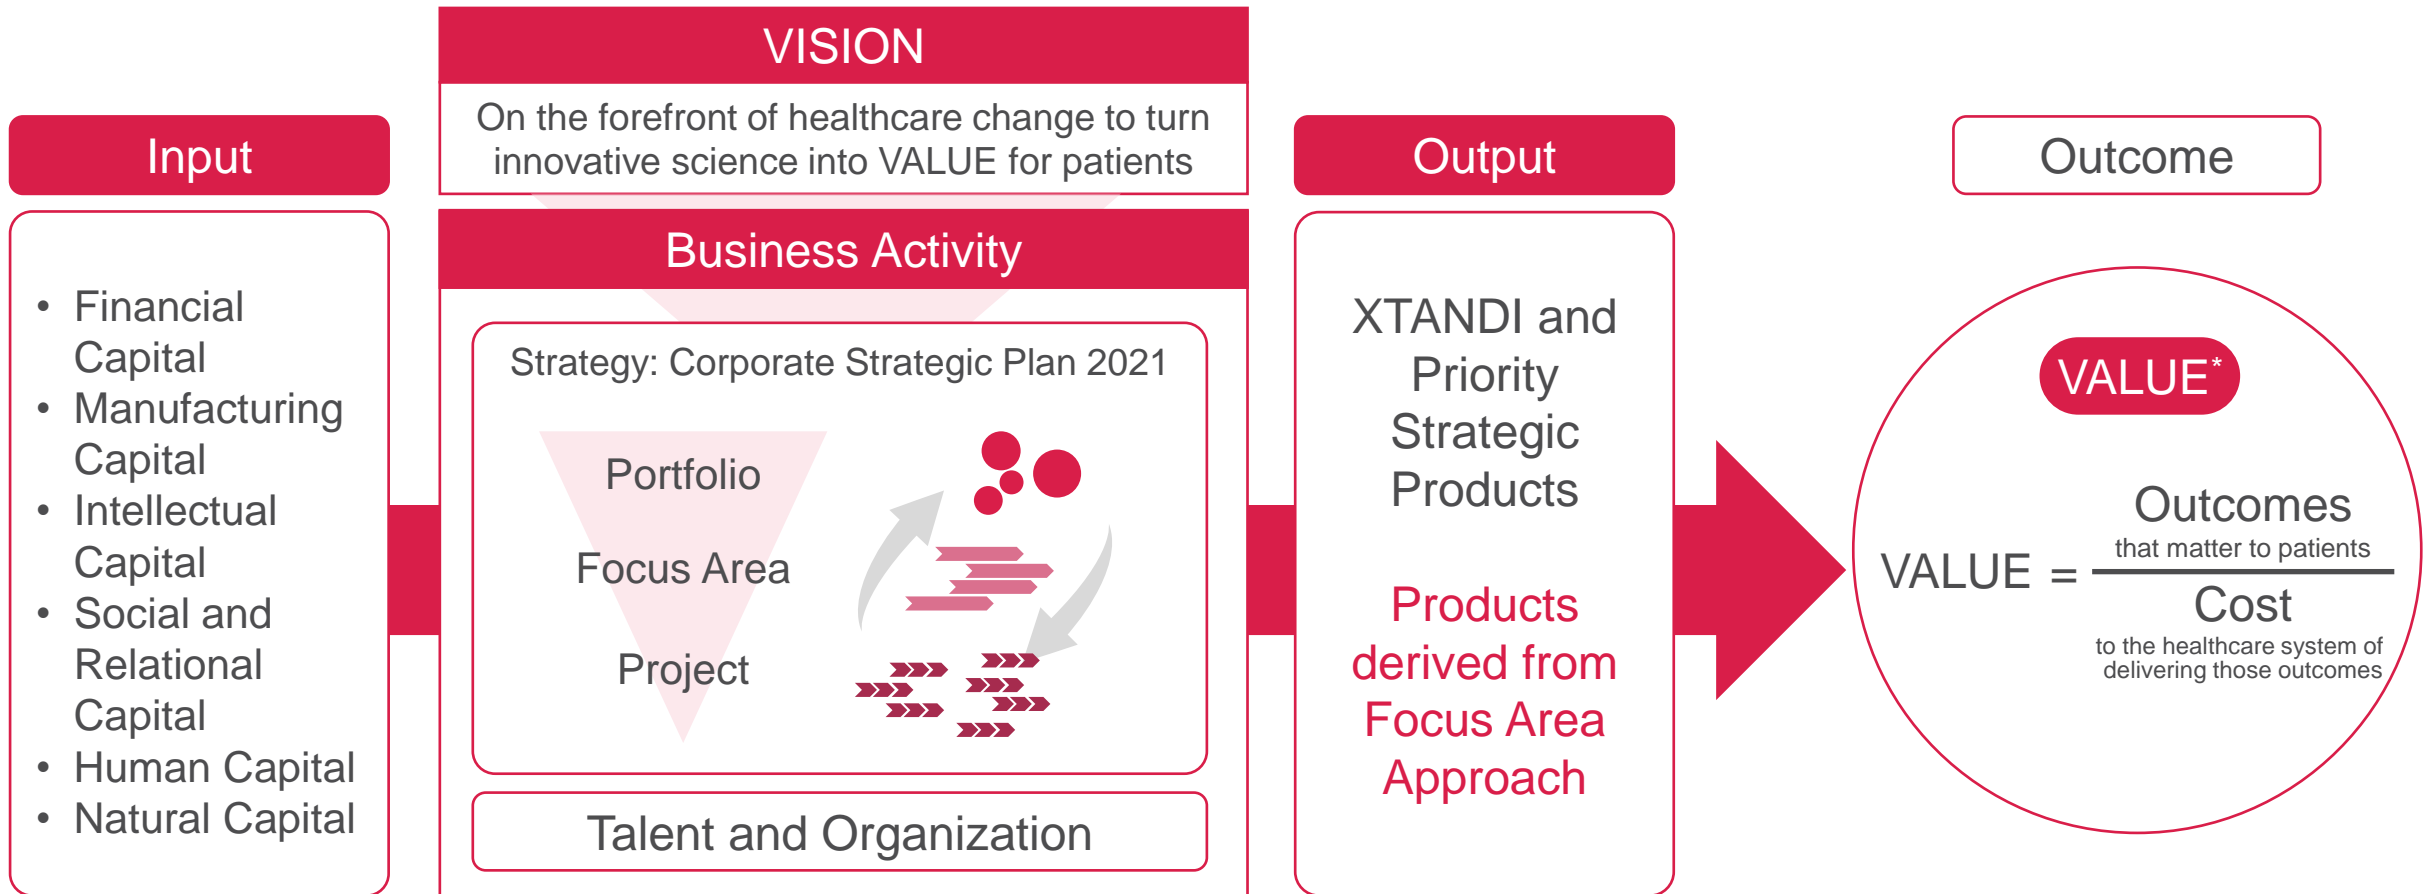 Input
• Financial
Capital
• Manufacturing
Capital
• Intellectual
Capital
• Social and
Relational
Capital
• Human Capital
• Natural Capital
VISION
On the forefront of healthcare change to turn
innovative science into VALUE for patients
Business Activity
Strategy: Corporate Strategic Plan 2021
Portfolio
Focus Area
Project
Talent and Organization
Output
XTANDI and
Priority
Strategic
Products
Products
derived from
Focus Area
Approach
Outcome
VALUE*
VALUE =
Outcomes
that matter to patients
Cost
to the healthcare system of
delivering those outcomes